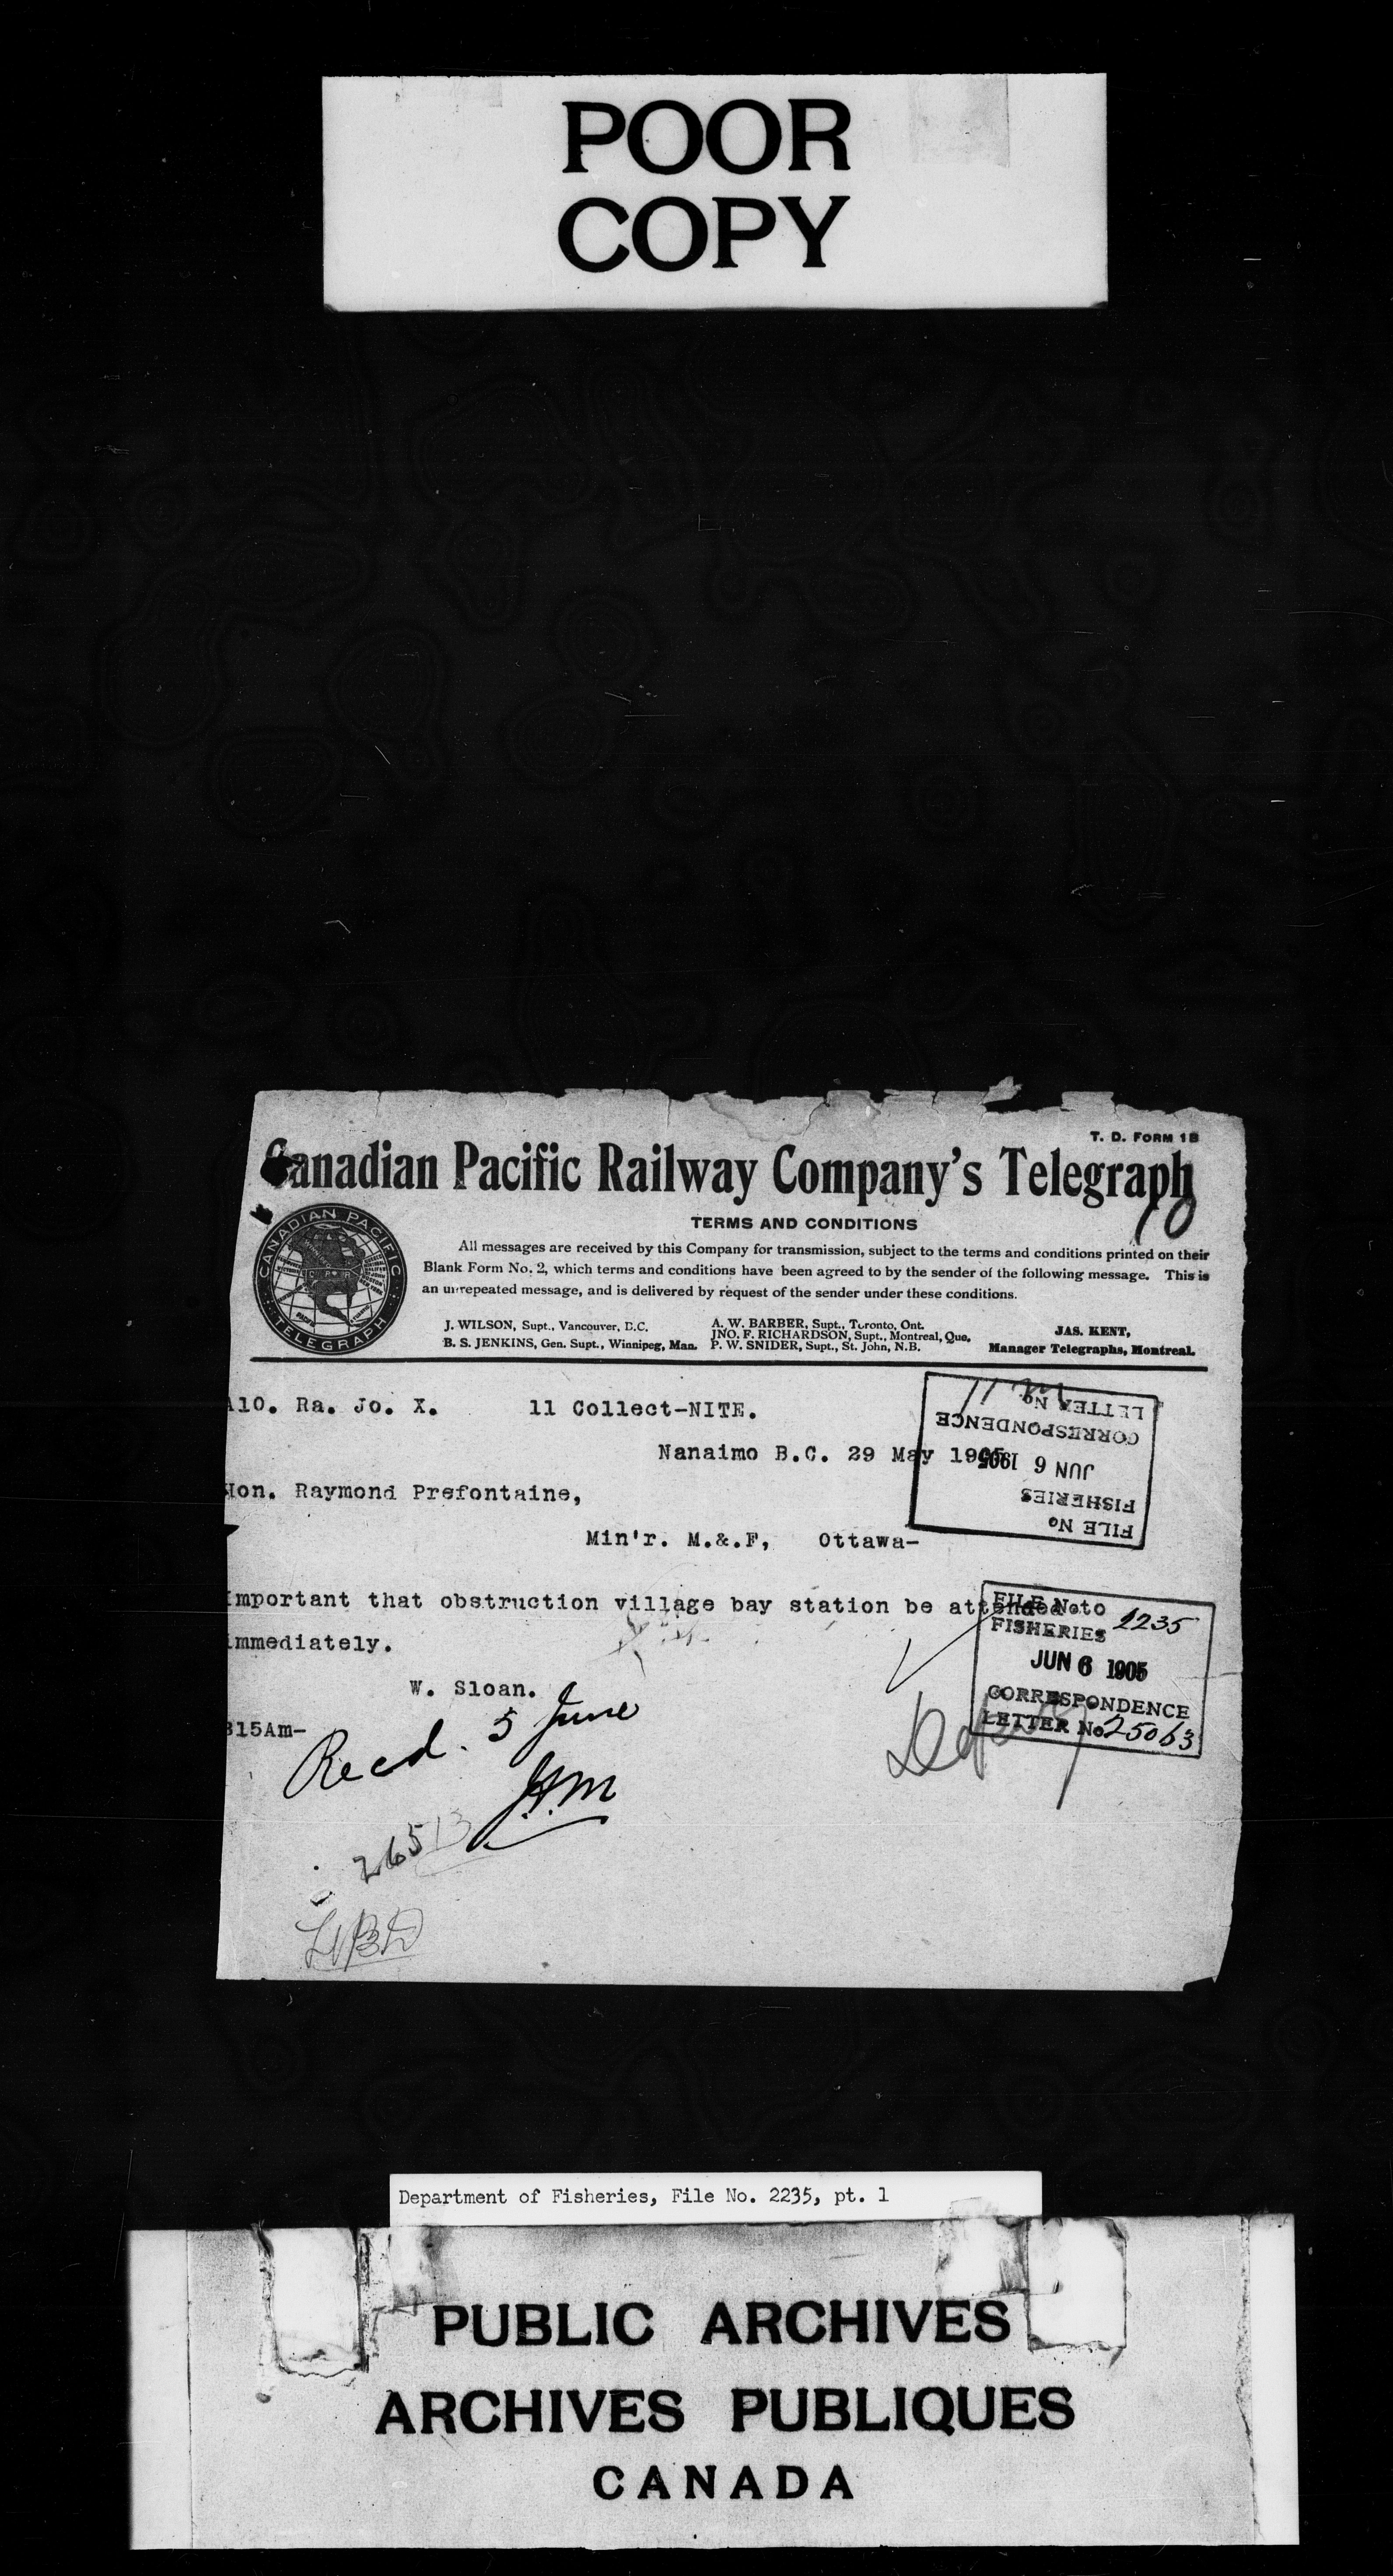 POOR
COPY
T. D. FORM 1B
Canadian Pacific Railway Company's Telegraph
10
TERMS AND CONDITIONS
CANADIAN PACIFIC
TELEGRAPH
All messages are received by this Company for transmission, subject to the terms and conditions printed on their
Blank Form No. 2, which terms and conditions have been agreed to by the sender of the following message. This is
an unrepeated message, and is delivered by request of the sender under these conditions.
J. WILSON, Supt., Vancouver, B.C.
B. S. JENKINS, Gen. Supt., Winnipeg, Man.
A. W. BARBER, Supt., Toronto, Ont.
JNO. F. RICHARDSON, Supt., Montreal, Que.
P. W. SNIDER, Supt., St. John, N.B.
JAS. KENT,
Manager Telegraphs, Montreal.
A10. Ra. Jo. X. 11 Collect-NITE.
Nanaimo B.C. 29 May 1905
FILE No
FISHERIES
JUN 6 1905
CORRESPONDENCE
LETTER No
Hon. Raymond Prefontaine,
Min'r. M.&.F, Ottawa-
Important that obstruction village bay station be attended to
immediately.
W. Sloan.
815Am-
FILE No 2235
FISHERIES
JUN 6 1905
CORRESPONDENCE
LETTER No 25063
Recd. 5 June
J.H.M
26513
Department of Fisheries, File No. 2235, pt. 1
PUBLIC ARCHIVES
ARCHIVES PUBLIQUES
CANADA